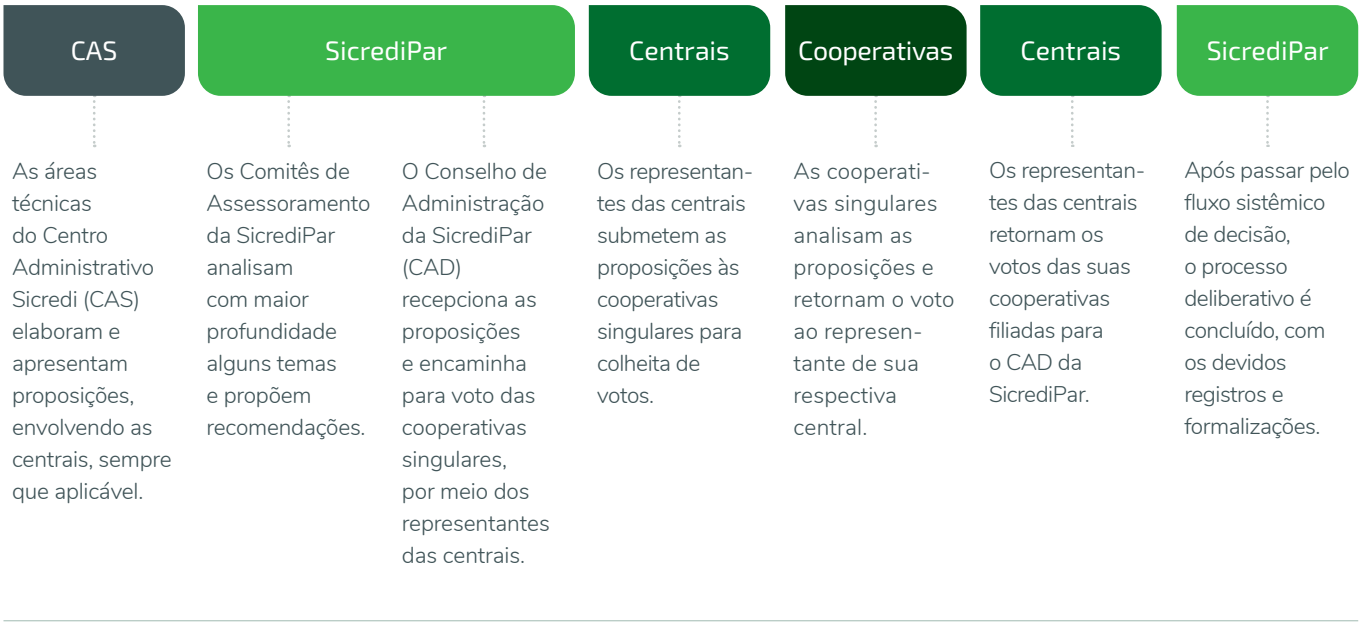 CAS
As áreas
técnicas
do Centro
Administrativo
Sicredi (CAS)
elaboram e
apresentam
proposições,
envolvendo as
centrais, sempre
que aplicável.
SicrediPar
Os Comitês de
Assessoramento
da SicrediPar
analisam
com maior
profundidade
alguns temas
e propõem
recomendações.
O Conselho de
Administração
da SicrediPar
(CAD)
recepciona as
proposições
e encaminha
para voto das
cooperativas
singulares,
por meio dos
representantes
das centrais.
Centrais
Os representan-
tes das centrais
submetem as
proposições às
cooperativas
singulares para
colheita de
votos.
Cooperativas
As cooperati-
vas singulares
analisam as
proposições e
retornam o voto
ao represen-
tante de sua
respectiva
central.
Centrais
Os representan-
tes das centrais
retornam os
votos das suas
cooperativas
filiadas para
o CAD da
SicrediPar.
SicrediPar
Após passar pelo
fluxo sistêmico
de decisão,
o processo
deliberativo é
concluído, com
os devidos
registros e
formalizações.